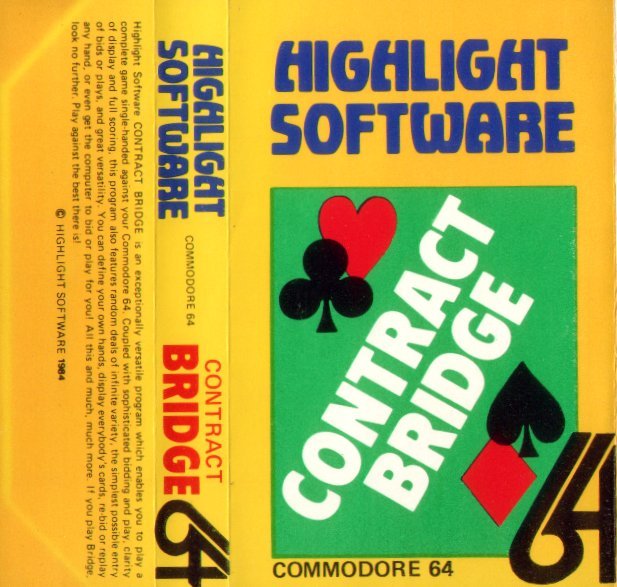 HIGHLIGHT
SOFTWARE
CONTRACT
BRIDGE
64
COMMODORE 64
HIGHLIGHT
SOFTWARE
COMMODORE 64
CONTRACT
BRIDGE
64
Highlight Software CONTRACT BRIDGE is an exceptionally versatile program which enables you to play a
complete game single-handed against your Commodore 64. Coupled with sophisticated bidding and play, clarity
of display and full scoring, this program also features random deals of infinite variety, the simplest possible entry
of bids or plays, and great versatility. You can define your own hands, display everybody's cards, re-bid or replay
any hand, or even get the computer to bid or play for you! All this and much, much more. If you play Bridge,
look no further. Play against the best there is!
© HIGHLIGHT SOFTWARE 1984